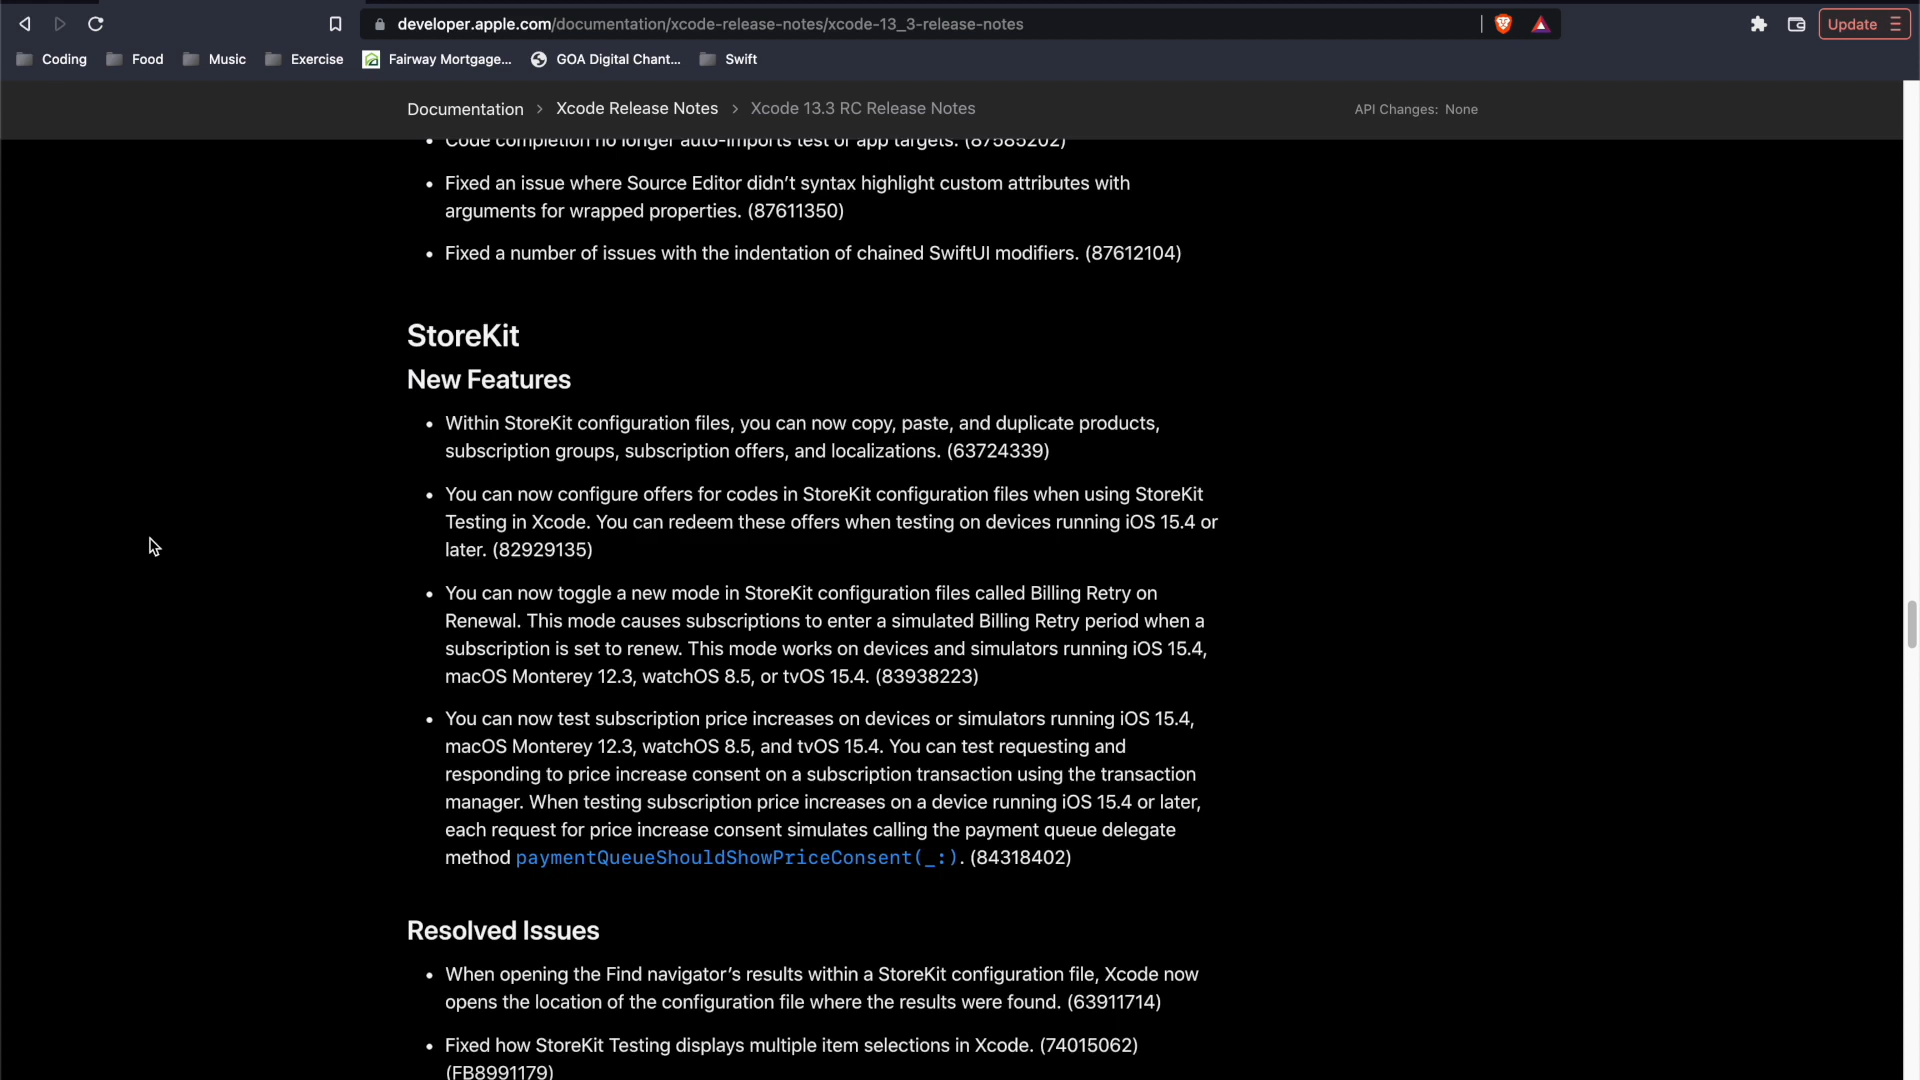 developer.apple.com/documentation/xcode-release-notes/xcode-13_3-release-notes
Update
Coding
Food
Music
Exercise
Fairway Mortgage...
GOA Digital Chant...
Swift
Documentation > Xcode Release Notes > Xcode 13.3 RC Release Notes
API Changes: None
• Code completion no longer auto-imports test or app targets. (87585202)
• Fixed an issue where Source Editor didn’t syntax highlight custom attributes with
arguments for wrapped properties. (87611350)
• Fixed a number of issues with the indentation of chained SwiftUI modifiers. (87612104)
StoreKit
New Features
• Within StoreKit configuration files, you can now copy, paste, and duplicate products,
subscription groups, subscription offers, and localizations. (63724339)
• You can now configure offers for codes in StoreKit configuration files when using StoreKit
Testing in Xcode. You can redeem these offers when testing on devices running iOS 15.4 or
later. (82929135)
• You can now toggle a new mode in StoreKit configuration files called Billing Retry on
Renewal. This mode causes subscriptions to enter a simulated Billing Retry period when a
subscription is set to renew. This mode works on devices and simulators running iOS 15.4,
macOS Monterey 12.3, watchOS 8.5, or tvOS 15.4. (83938223)
• You can now test subscription price increases on devices or simulators running iOS 15.4,
macOS Monterey 12.3, watchOS 8.5, and tvOS 15.4. You can test requesting and
responding to price increase consent on a subscription transaction using the transaction
manager. When testing subscription price increases on a device running iOS 15.4 or later,
each request for price increase consent simulates calling the payment queue delegate
method paymentQueueShouldShowPriceConsent(_:). (84318402)
Resolved Issues
• When opening the Find navigator’s results within a StoreKit configuration file, Xcode now
opens the location of the configuration file where the results were found. (63911714)
• Fixed how StoreKit Testing displays multiple item selections in Xcode. (74015062)
(FB8991179)